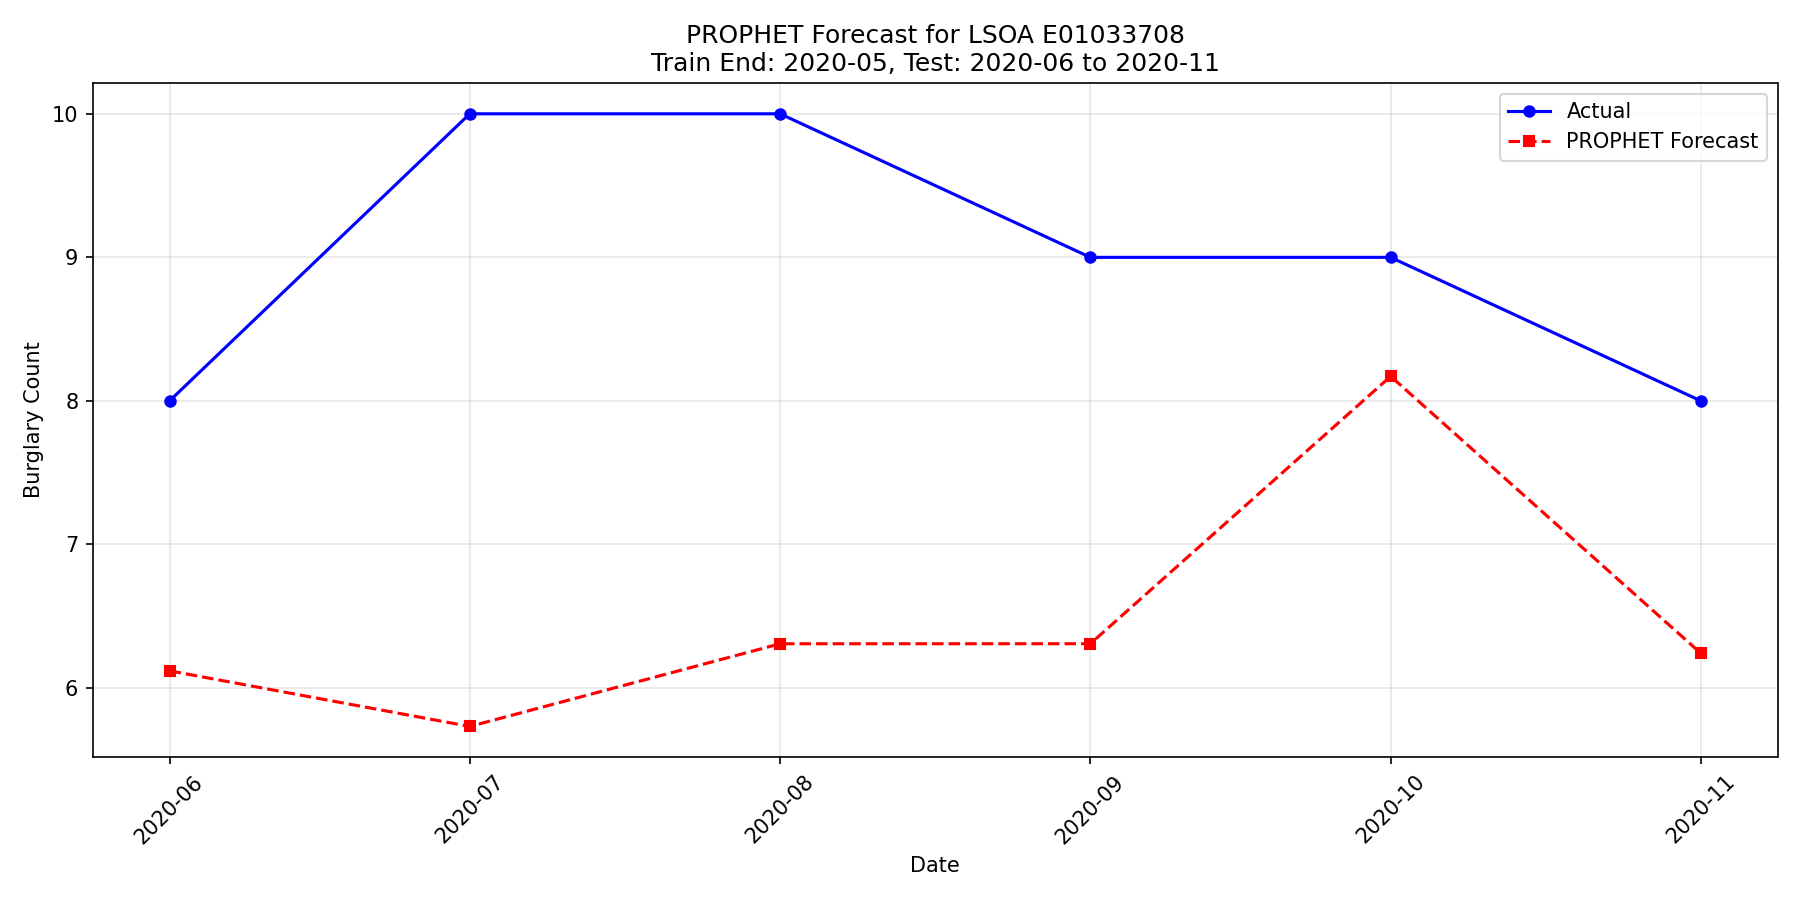 PROPHET Forecast for LSOA E01033708
Train End: 2020-05, Test: 2020-06 to 2020-11
Actual
PROPHET Forecast
Burglary Count
10
9
8
7
6
2020-06
2020-07
2020-08
2020-09
2020-10
2020-11
Date